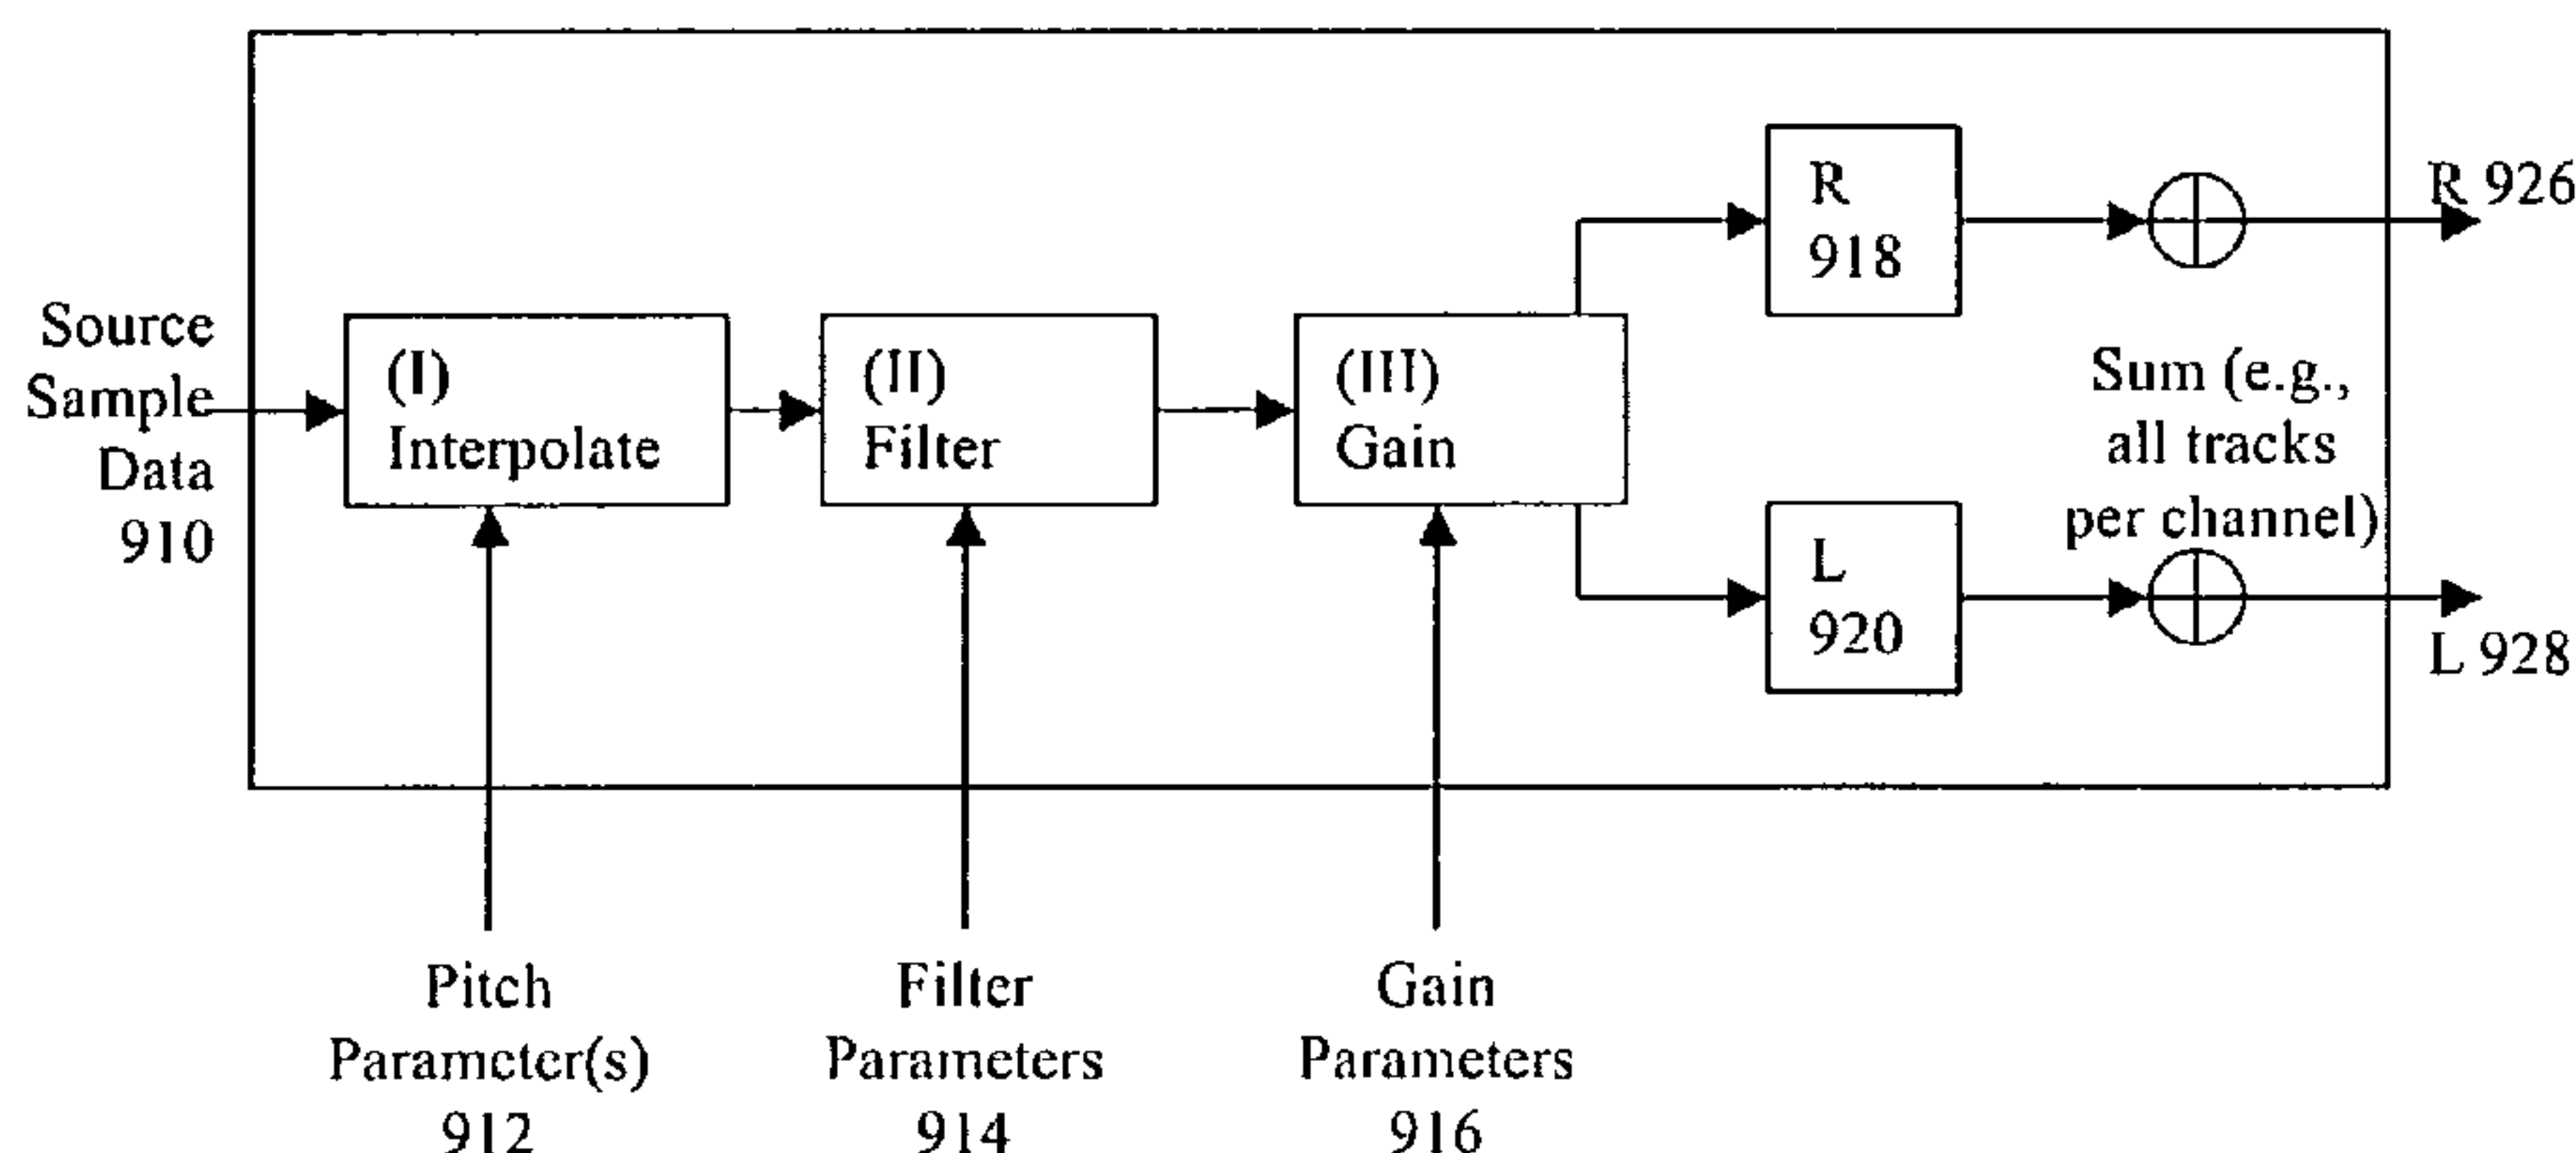 Source
Sample
Data
910
(I)
Interpolate
(II)
Filter
(III)
Gain
R
918
L
920
Sum (e.g.,
all tracks
per channel)
R 926
L 928
Pitch
Parameter(s)
912
Filter
Parameters
914
Gain
Parameters
916